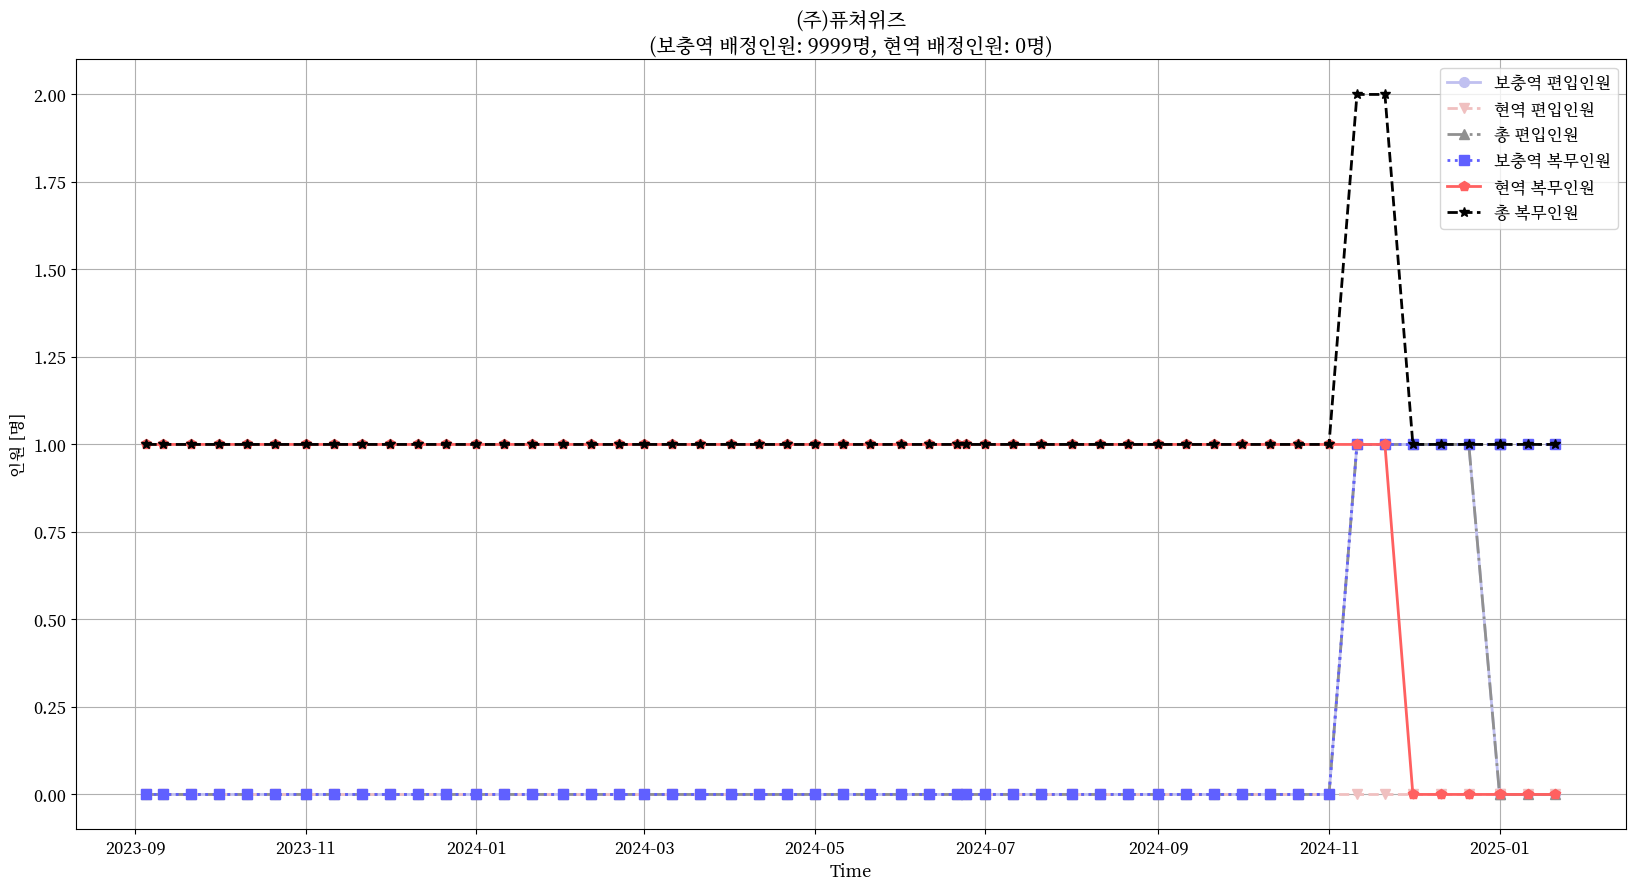 (주)퓨쳐위즈
(보충역 배정인원: 9999명, 현역 배정인원: 0명)
보충역 편입인원
현역 편입인원
총 편입인원
보충역 복무인원
현역 복무인원
총 복무인원
2.00
1.75
1.50
1.25
1.00
0.75
0.50
0.25
0.00
인원 [명]
2023-09 2023-11 2024-01 2024-03 2024-05 2024-07 2024-09 2024-11 2025-01
Time